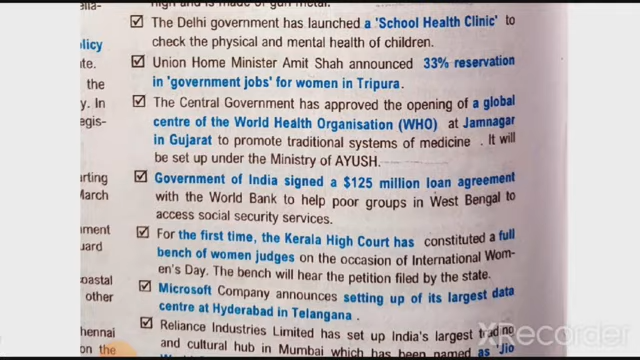 high and is made of gun metal.
☑ The Delhi government has launched a 'School Health Clinic' to
check the physical and mental health of children.
☑ Union Home Minister Amit Shah announced 33% reservation
in 'government jobs' for women in Tripura.
☑ The Central Government has approved the opening of a global
centre of the World Health Organisation (WHO) at Jamnagar
in Gujarat to promote traditional systems of medicine . It will
be set up under the Ministry of AYUSH.
☑ Government of India signed a $125 million loan agreement
with the World Bank to help poor groups in West Bengal to
access social security services.
☑ For the first time, the Kerala High Court has constituted a full
bench of women judges on the occasion of International Wom-
en's Day. The bench will hear the petition filed by the state.
☑ Microsoft Company announces setting up of its largest data
centre at Hyderabad in Telangana .
☑ Reliance Industries Limited has set up India's largest
and cultural hub in Mumbai which has been named as 'Jio
licy
te.
the
y. In
egis-
arting
March
ment
uard
oastal
other
hennai
on the